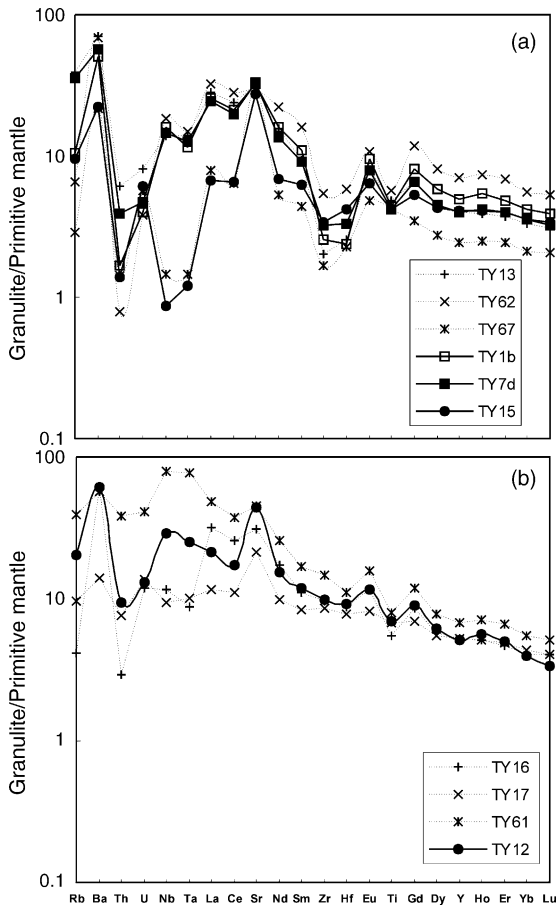 100
(a)
10
1
0.1
Granulite/Primitive mantle
TY13
TY62
TY67
TY1b
TY7d
TY15
100
(b)
10
1
0.1
Granulite/Primitive mantle
TY16
TY17
TY61
TY12
Rb Ba Th U Nb Ta La Ce Sr Nd Sm Zr Hf Eu Ti Gd Dy Y Ho Er Yb Lu